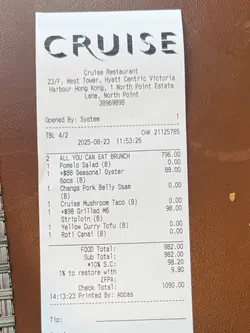 CRUISE
Cruise Restaurant
23/F, West Tower, Hyatt Centric Victoria
Harbour Hong Kong, 1 North Point Estate
Lane, North Point
38969898
Opened By: System 1
TBL 4/2 CHK 21125785
2025-08-23 11:53:26
2 ALL YOU CAN EAT BRUNCH 796.00
1 Pomelo Salad (B) 0.00
1 +$88 Seasonal Oyster 88.00
6pcs (B)
1 Changs Pork Belly Ssam 0.00
(B)
1 Cruise Mushroom Taco (B) 0.00
1 +$98 Grilled M8 98.00
Striploin (B)
1 Yellow Curry Tofu (B) 0.00
1 Roti Canai (B) 0.00
FOOD Total: 982.00
Sub Total: 982.00
*10% S.C: 98.20
1% to restore with 9.80
ZFPA:
Check Total: 1090.00
14:13:23 Printed By: Abbas
Tip: